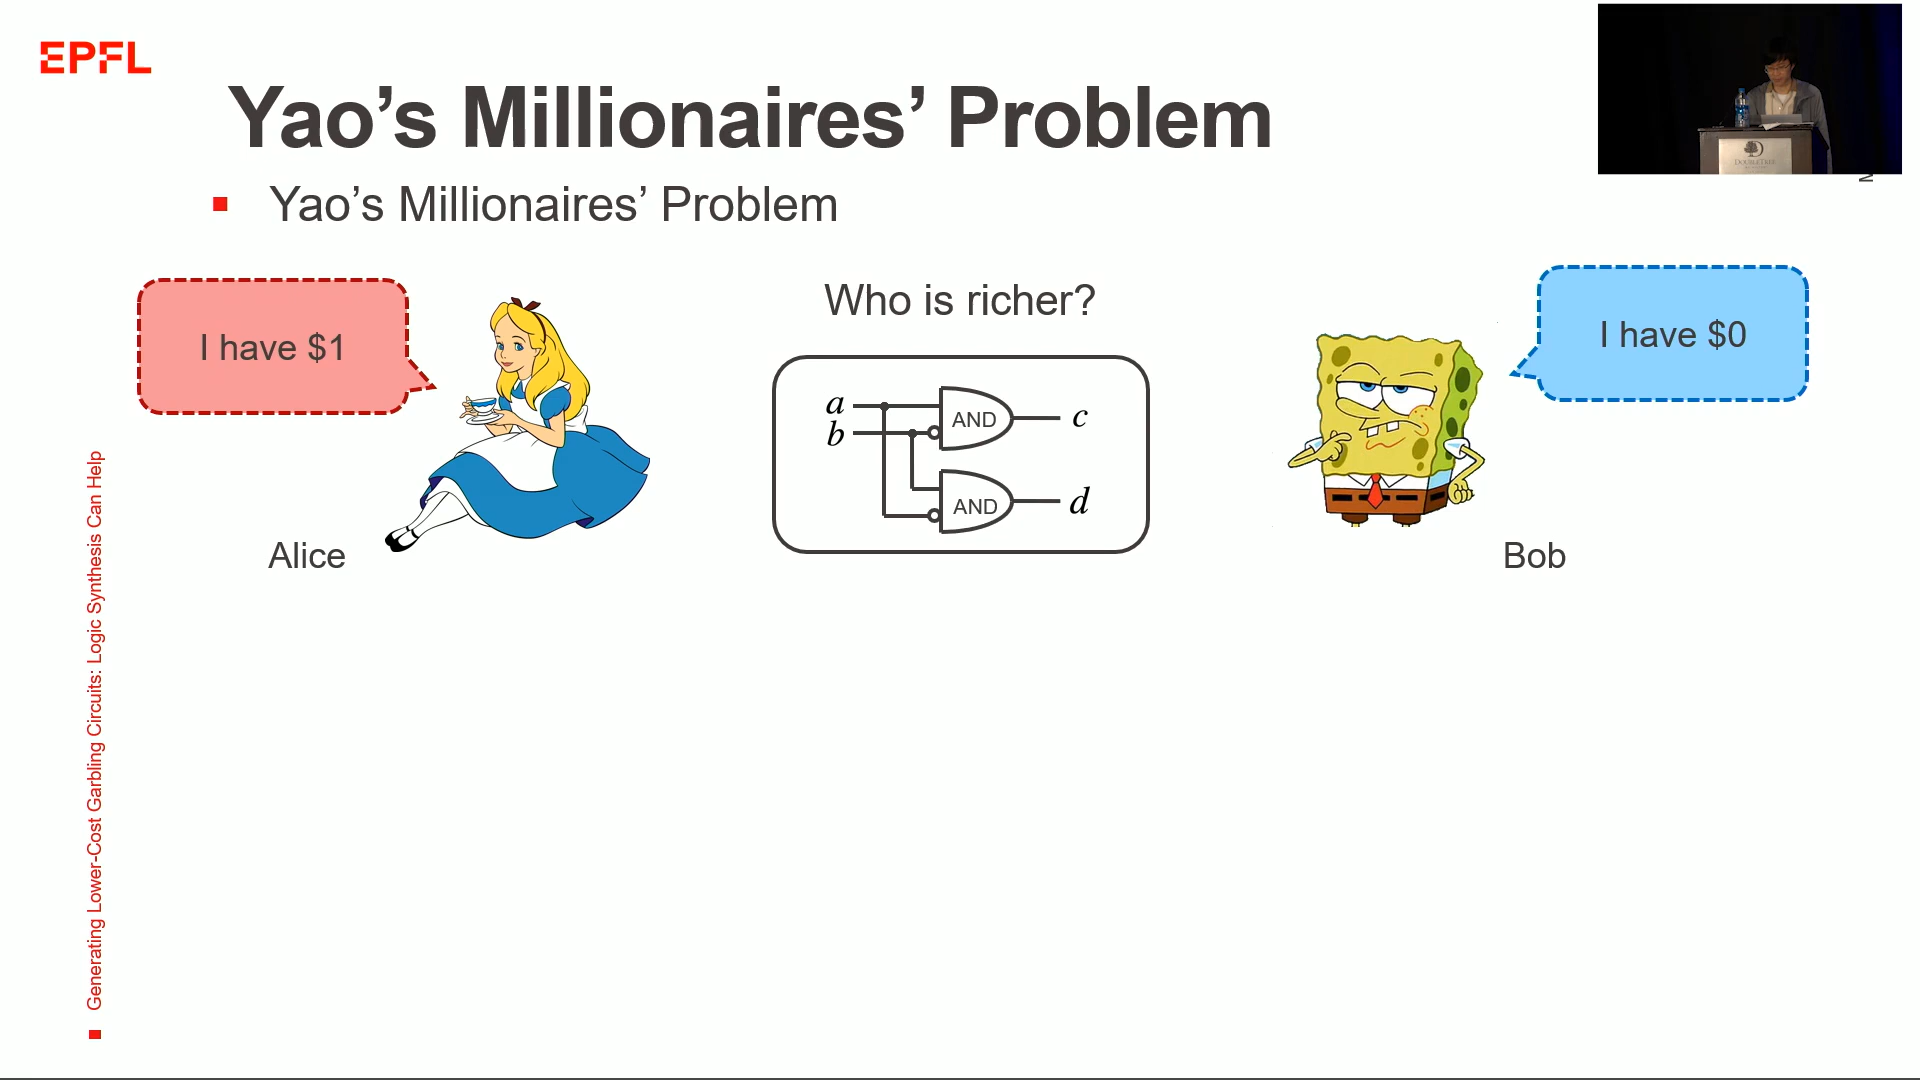 EPFL
Yao’s Millionaires’ Problem
Yao’s Millionaires’ Problem
I have $1
Who is richer?
I have $0
a
b
AND
c
AND
d
Alice
Bob
Generating Lower-Cost Garbling Circuits: Logic Synthesis Can Help
DOUBLETREE